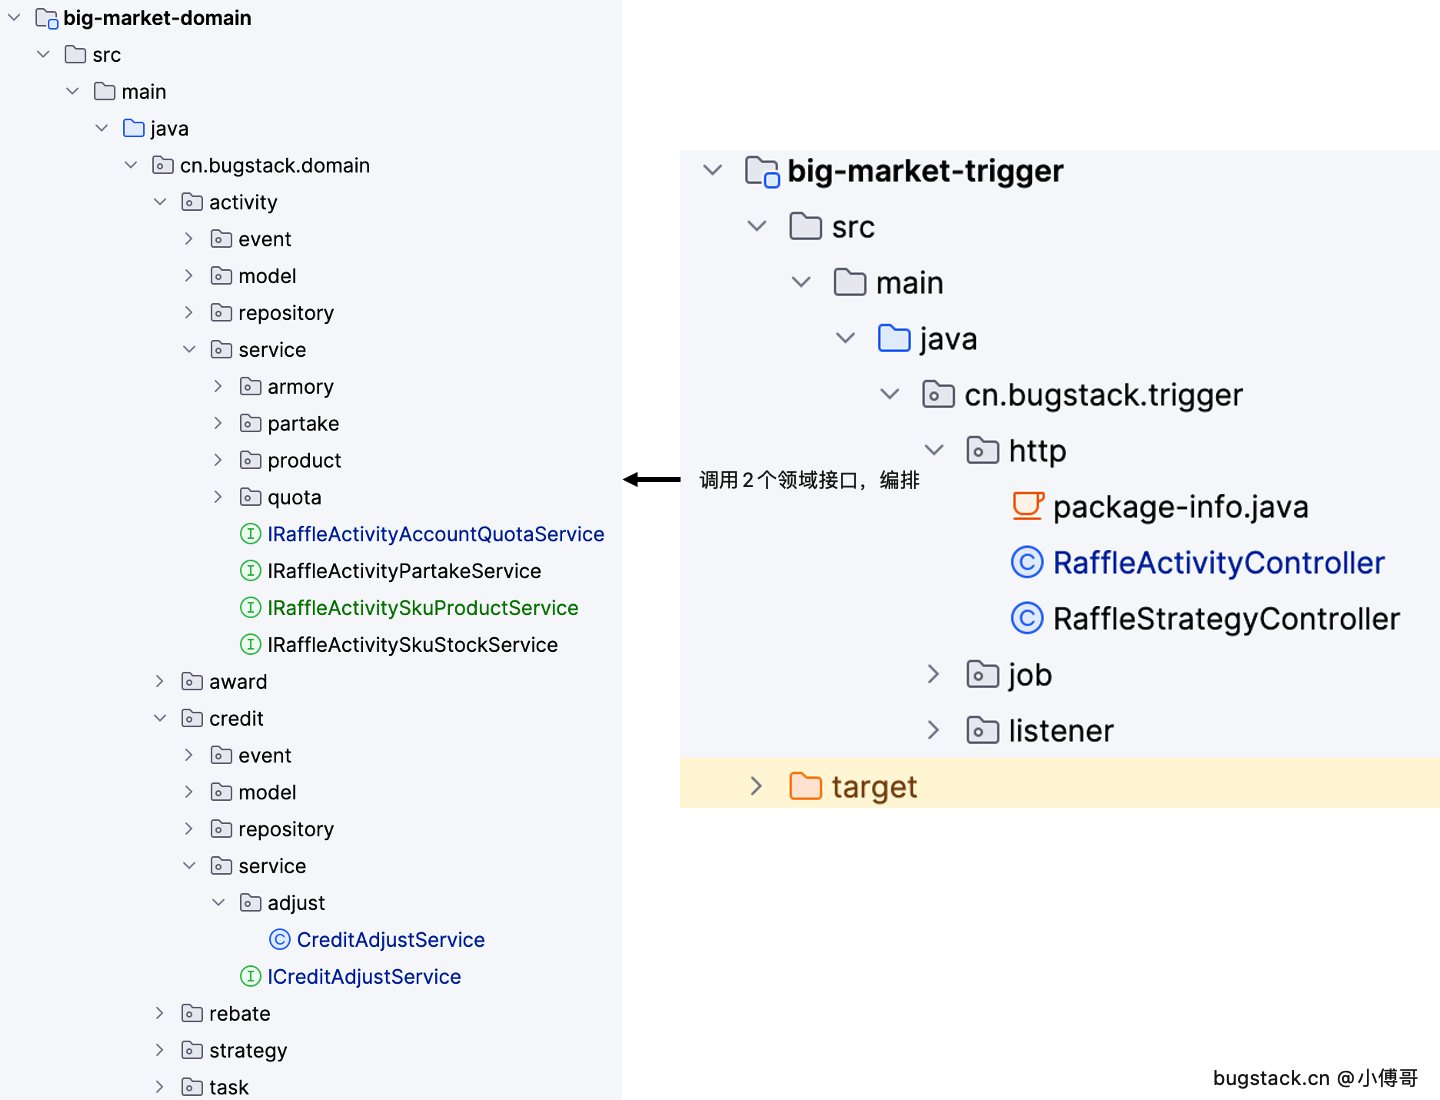 big-market-domain
src
main
java
cn.bugstack.domain
activity
event
model
repository
service
armory
partake
product
quota
IRaffleActivityAccountQuotaService
IRaffleActivityPartakeService
IRaffleActivitySkuProductService
IRaffleActivitySkuStockService
award
credit
event
model
repository
service
adjust
CreditAdjustService
ICreditAdjustService
rebate
strategy
task
调用2个领域接口，编排
big-market-trigger
src
main
java
cn.bugstack.trigger
http
package-info.java
RaffleActivityController
RaffleStrategyController
job
listener
target
bugstack.cn @小傅哥